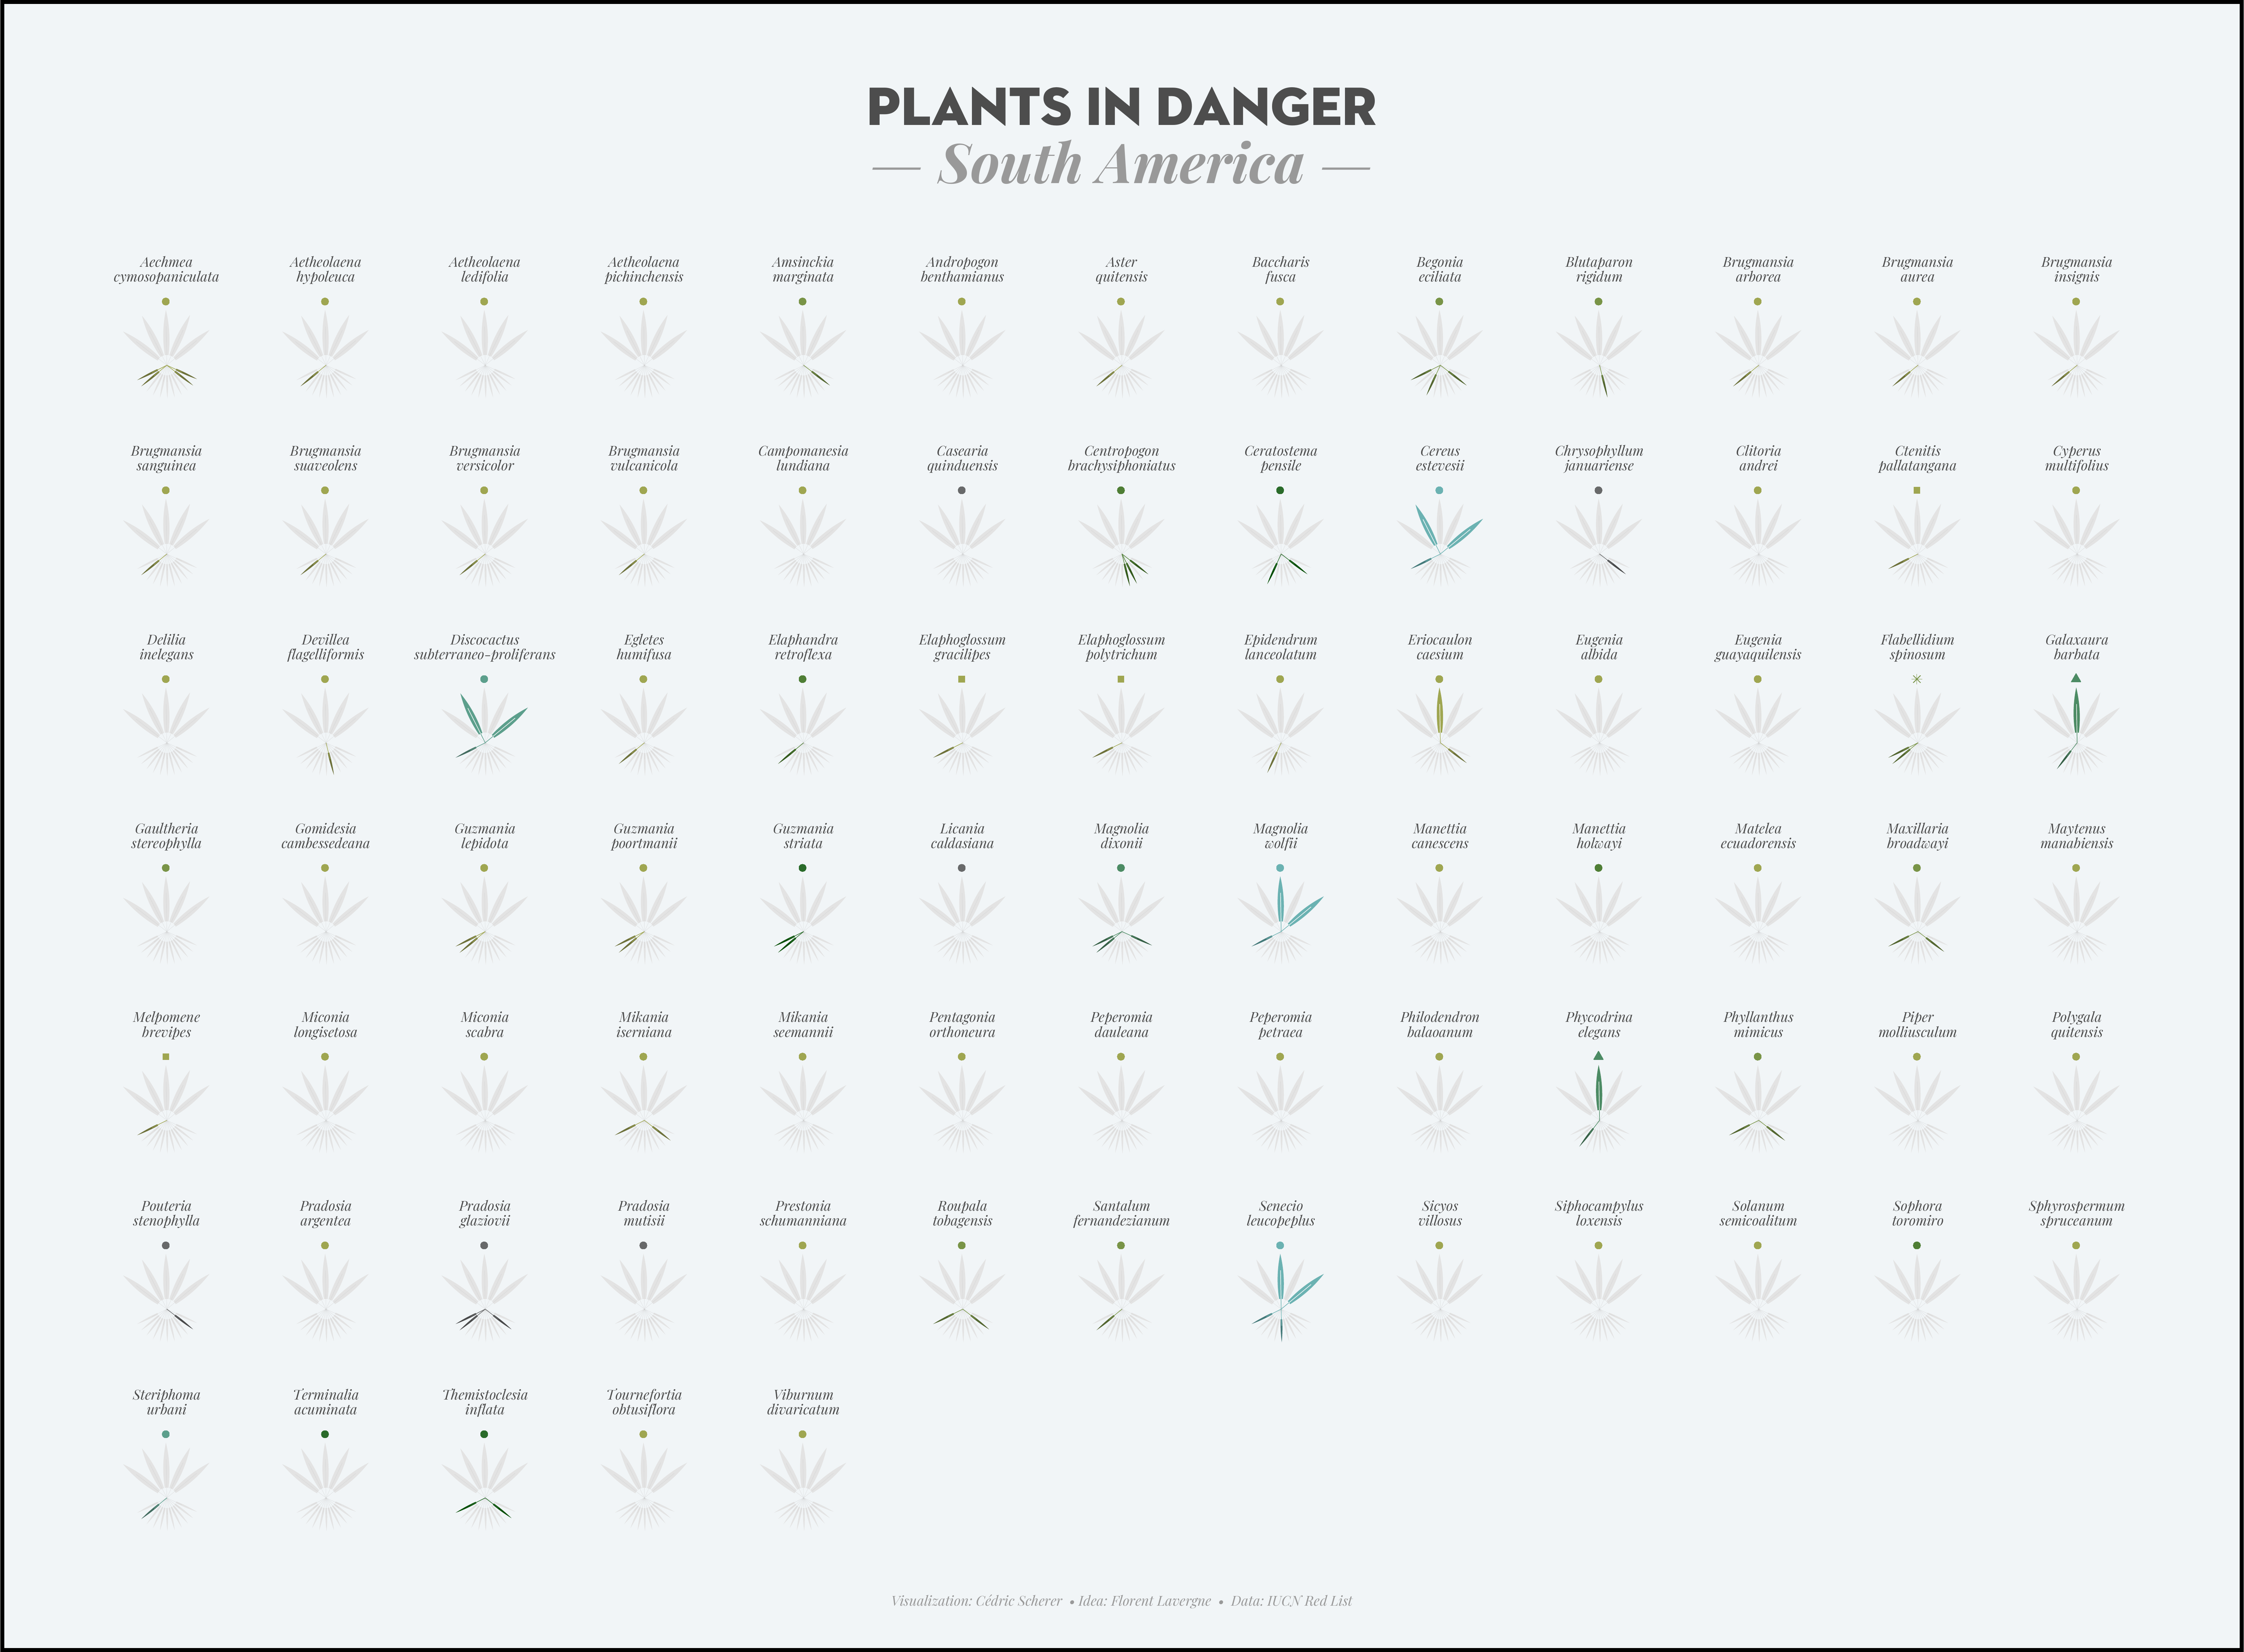 PLANTS IN DANGER
— South America —
Aechmea
cymosopaniculata
Aetheolaena
hypoleuca
Aetheolaena
ledifolia
Aetheolaena
pichinchensis
Amsinckia
marginata
Andropogon
benthamianus
Aster
quitensis
Baccharis
fusca
Begonia
eciliata
Blutaparon
rigidum
Brugmansia
arborea
Brugmansia
aurea
Brugmansia
insignis
Brugmansia
sanguinea
Brugmansia
suaveolens
Brugmansia
versicolor
Brugmansia
vulcanicola
Campomanesia
lundiana
Casearia
quinduensis
Centropogon
brachysiphoniatus
Ceratostema
pensile
Cereus
estevesii
Chrysophyllum
januariense
Clitoria
andrei
Ctenitis
pallatangana
Cyperus
multifolius
Delilia
inelegans
Devillea
flagelliformis
Discocactus
subterraneo-proliferans
Egletes
humifusa
Elaphandra
retroflexa
Elaphoglossum
gracilipes
Elaphoglossum
polytrichum
Epidendrum
lanceolatum
Eriocaulon
caesium
Eugenia
albida
Eugenia
guayaquilensis
Flabellidium
spinosum
Galaxaura
barbata
Gaultheria
stereophylla
Gomidesia
cambessedeana
Guzmania
lepidota
Guzmania
poortmanii
Guzmania
striata
Licania
caldasiana
Magnolia
dixonii
Magnolia
wolfii
Manettia
canescens
Manettia
holwayi
Matelea
ecuadorensis
Maxillaria
broadwayi
Maytenus
manabiensis
Melpomene
brevipes
Miconia
longisetosa
Miconia
scabra
Mikania
iserniana
Mikania
seemannii
Pentagonia
orthoneura
Peperomia
dauleana
Peperomia
petraea
Philodendron
balaoanum
Phycodrina
elegans
Phyllanthus
mimicus
Piper
molliusculum
Polygala
quitensis
Pouteria
stenophylla
Pradosia
argentea
Pradosia
glaziovii
Pradosia
mutisii
Prestonia
schumanniana
Roupala
tobagensis
Santalum
fernandezianum
Senecio
leucopeplus
Sicyos
villosus
Siphocampylus
loxensis
Solanum
semicoalitum
Sophora
toromiro
Sphyrospermum
spruceanum
Steriphoma
urbani
Terminalia
acuminata
Themistoclesia
inflata
Tournefortia
obtusiflora
Viburnum
divaricatum
Visualization: Cédric Scherer • Idea: Florent Lavergne • Data: IUCN Red List